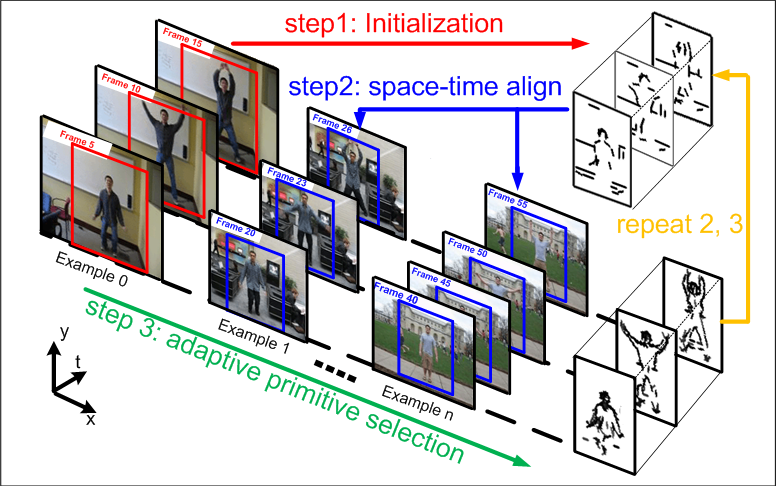 step1: Initialization
step2: space-time align
Frame 15
Frame 10
Frame 5
Frame 26
Frame 23
Frame 20
Frame 55
Frame 50
Frame 45
Frame 40
repeat 2, 3
Example 0
Example 1
Example n
step 3: adaptive primitive selection
y
t
x